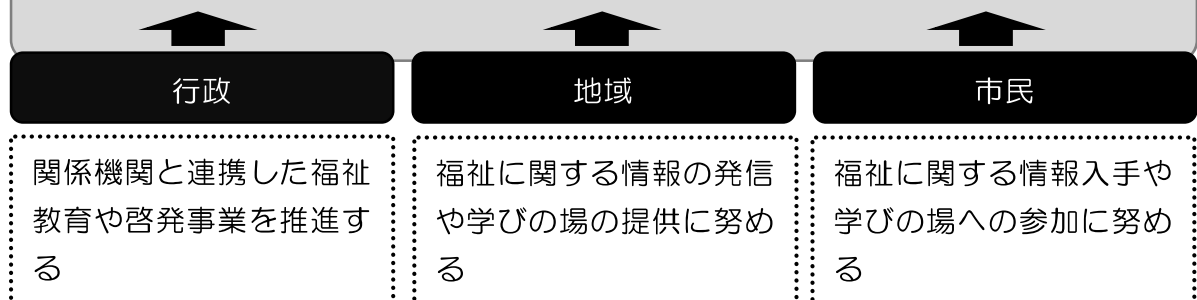 行政
関係機関と連携した福祉
教育や啓発事業を推進す
る
地域
福祉に関する情報の発信
や学びの場の提供に努め
る
市民
福祉に関する情報入手や
学びの場への参加に努め
る